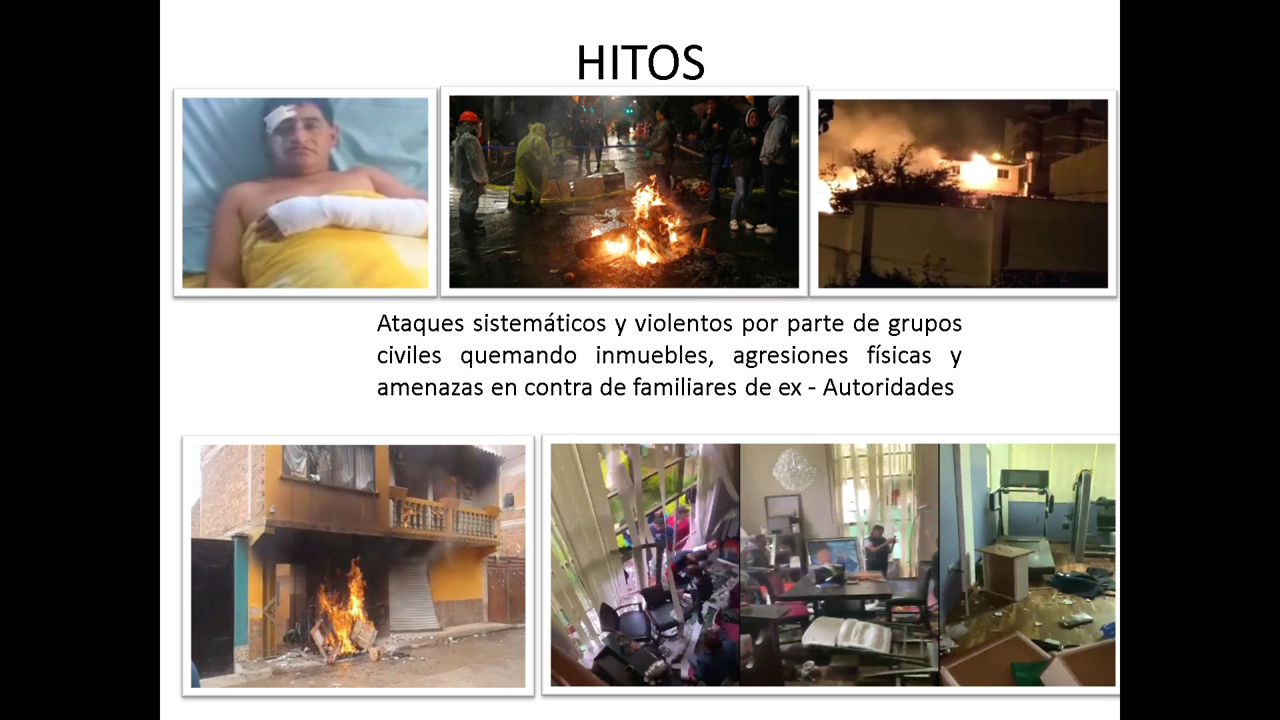 HITOS
Ataques sistemáticos y violentos por parte de grupos
civiles quemando inmuebles, agresiones físicas y
amenazas en contra de familiares de ex - Autoridades